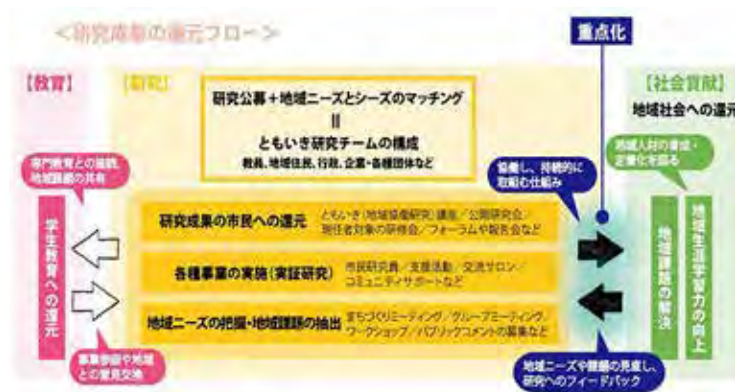 ＜研究成果の還元フロー＞
重点化
【教育】
【研究】
【社会貢献】
地域社会への還元
研究公募＋地域ニーズとシーズのマッチング
＝
ともいき研究チームの構成
教員、地域住民、行政、企業・各種団体など
専門教育との接続、
地域課題の共有
協働し、持続的に
取組む仕組み
地域人材の育成・
定着化を図る
学生教育への還元
研究成果の市民への還元
ともいき(地域協働研究)講座／公開研究会／
現任者対象の研修会／フォーラムや報告会など
各種事業の実施(実証研究)
市民研究員／支援活動／交流サロン／
コミュニティサポートなど
地域ニーズの把握・地域課題の抽出
まちづくりミーティング／グループミーティング／
ワークショップ／パブリックコメントの募集など
地域課題の解決
地域生涯学習力の向上
事業参画や地域
との意見交換
地域ニーズや課題の見直し、
研究へのフィードバック